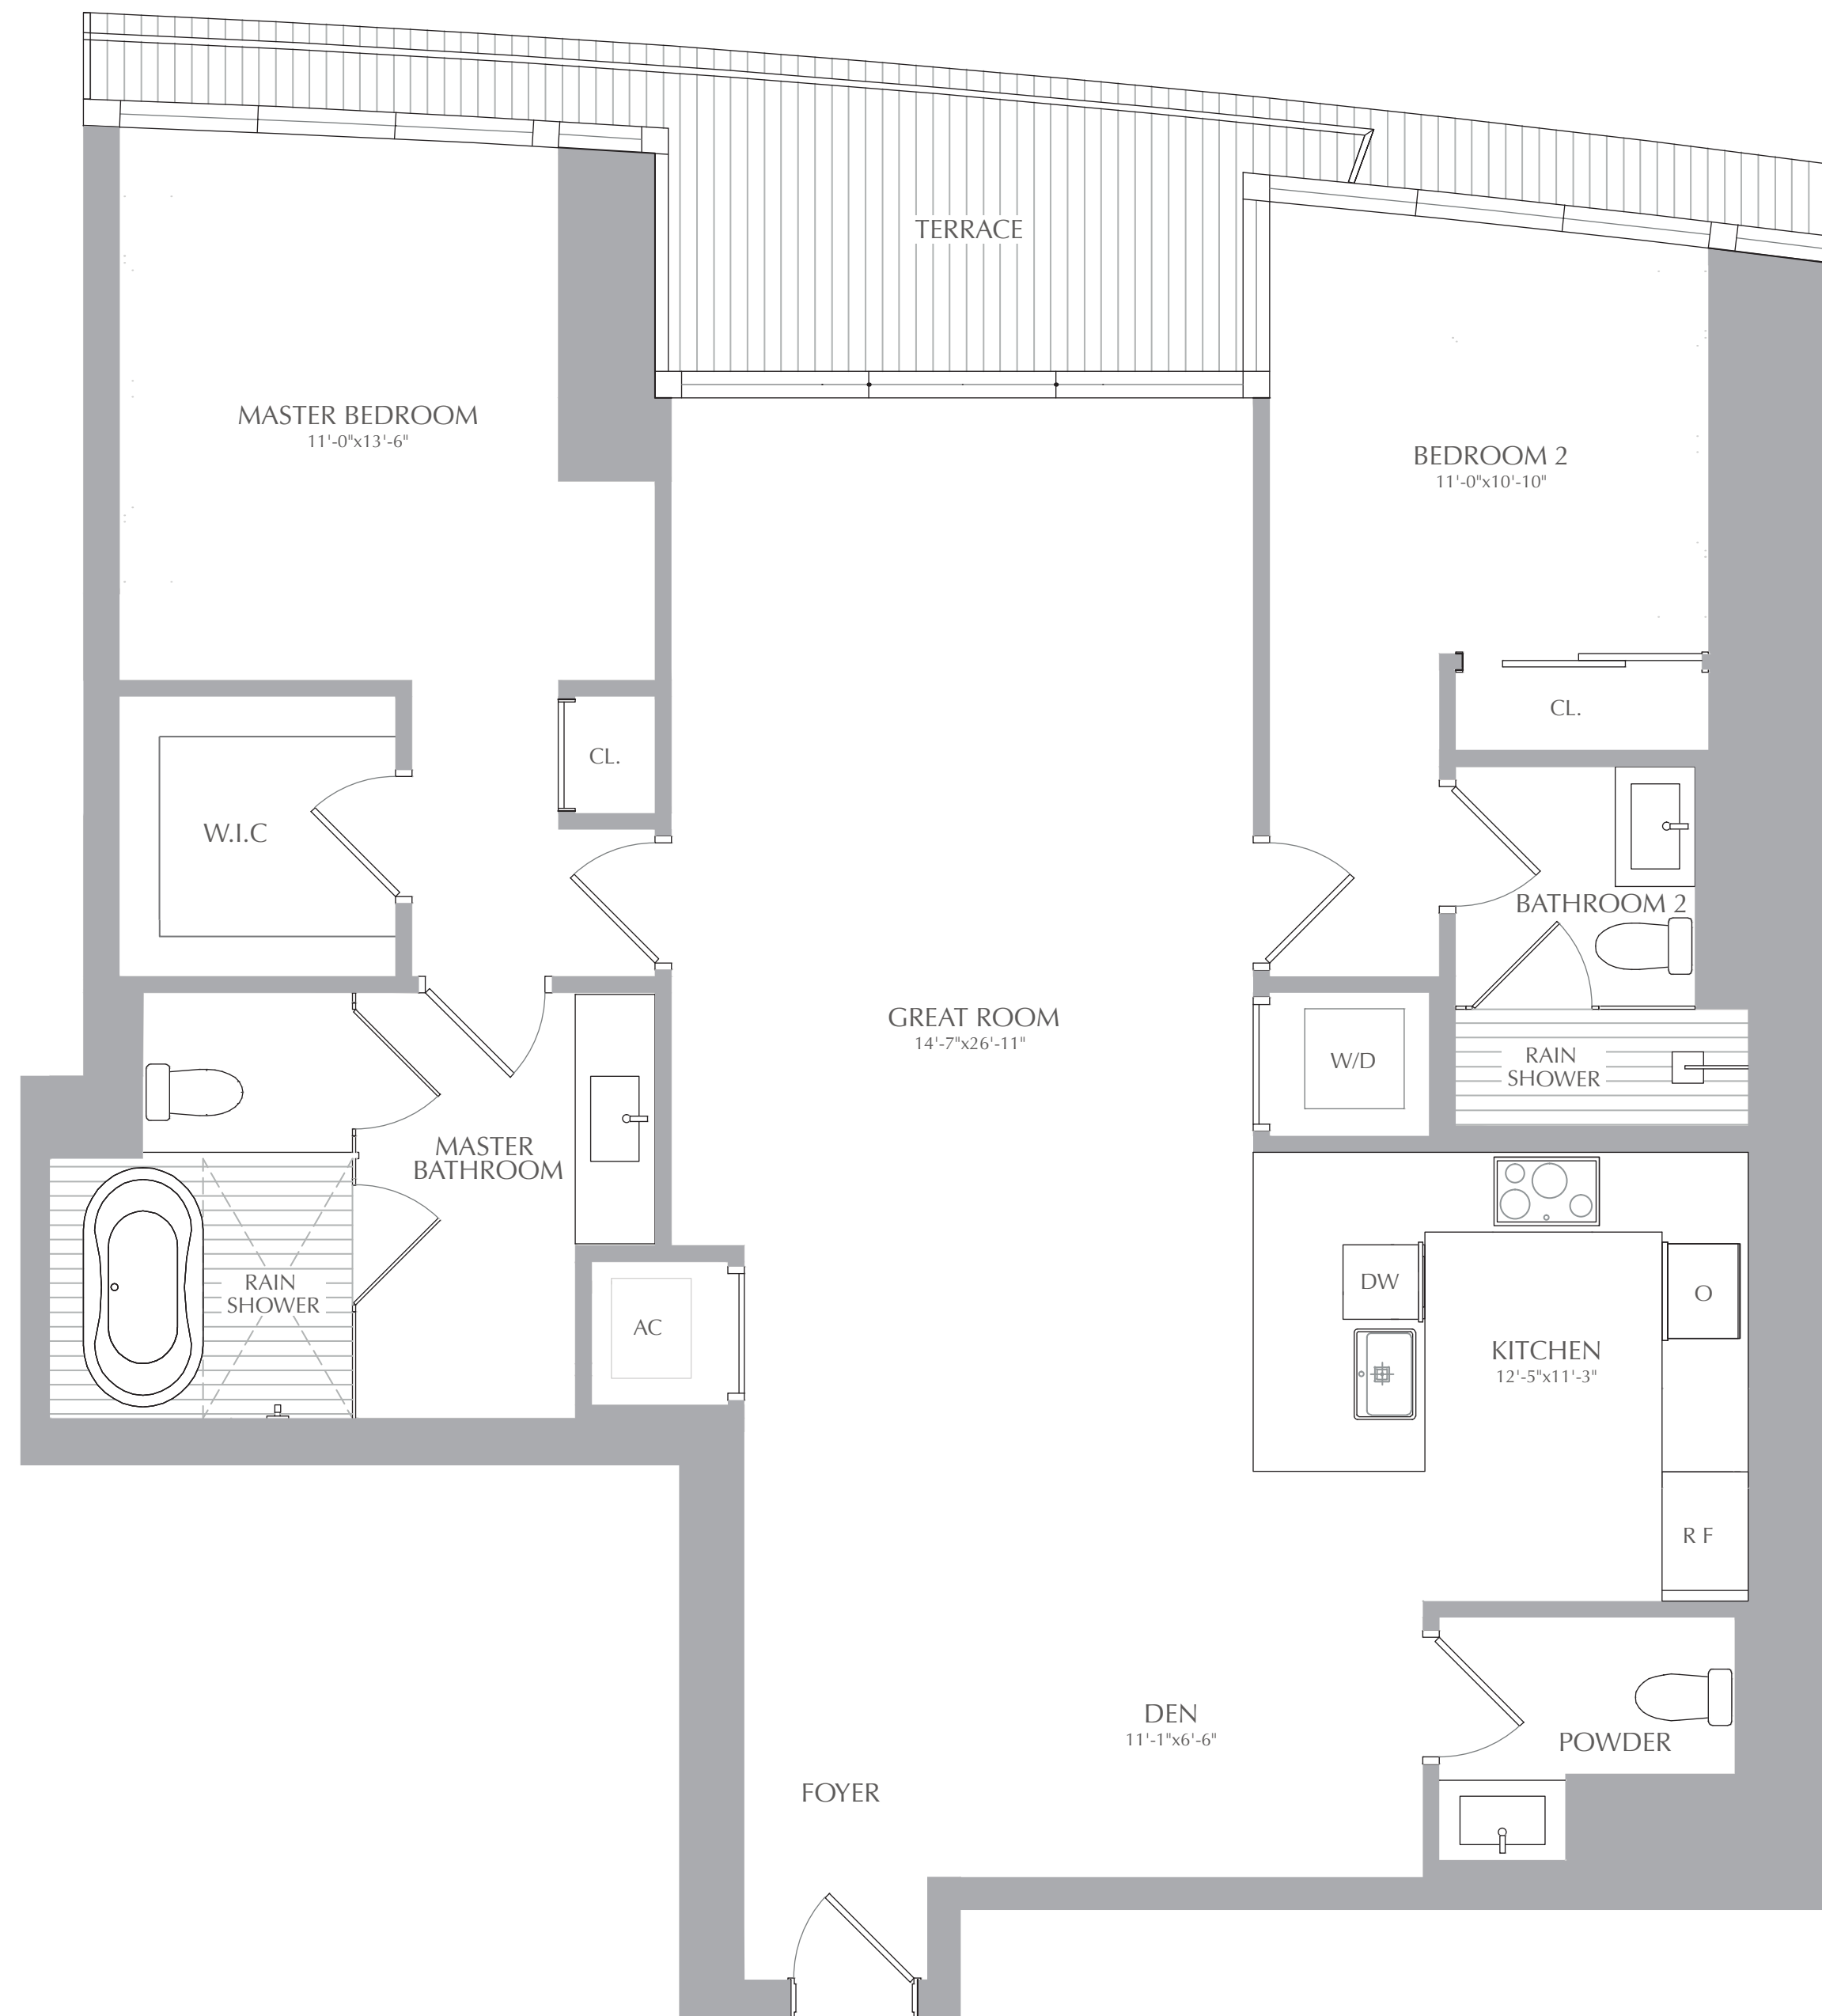 TERRACE
MASTER BEDROOM
11'-0"x13'-6"
BEDROOM 2
11'-0"x10'-10"
CL.
CL.
W.I.C
BATHROOM 2
GREAT ROOM
14'-7"x26'-11"
W/D
RAIN
SHOWER
MASTER
BATHROOM
RAIN
SHOWER
AC
DW
O
KITCHEN
12'-5"x11'-3"
R F
DEN
11'-1"x6'-6"
POWDER
FOYER